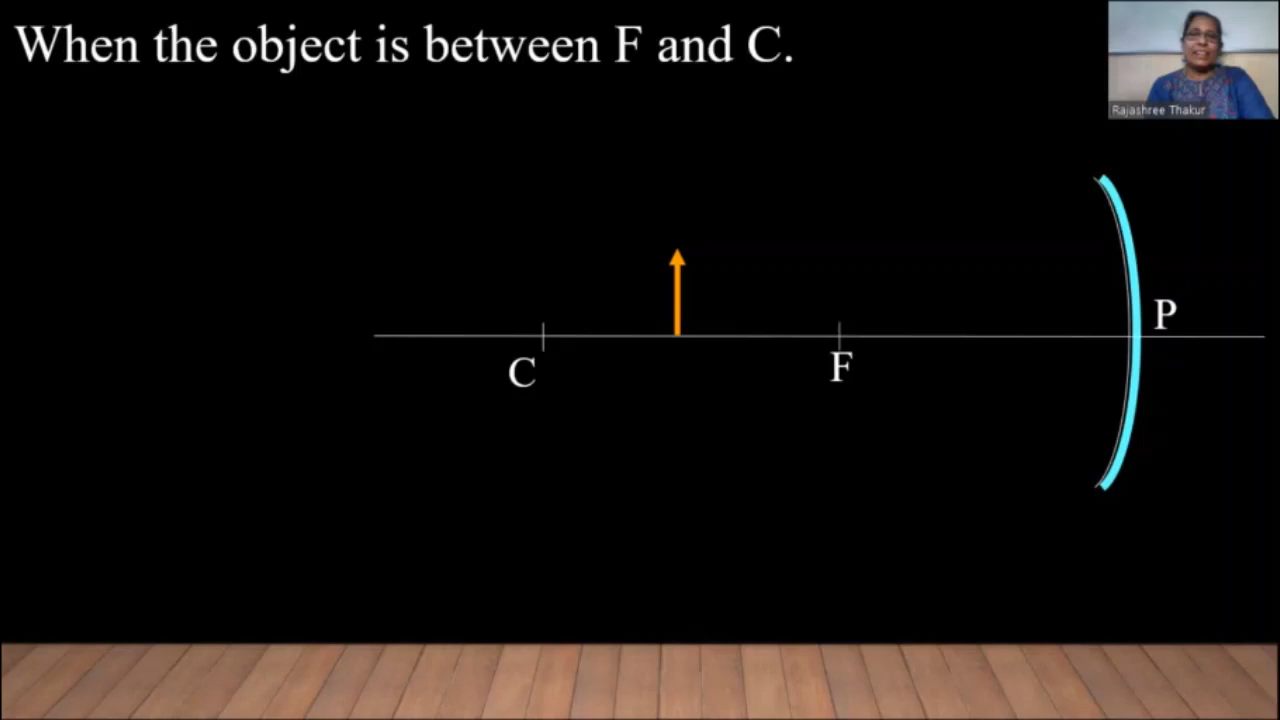 When the object is between F and C.
Rajashree Thakur
P
C
F